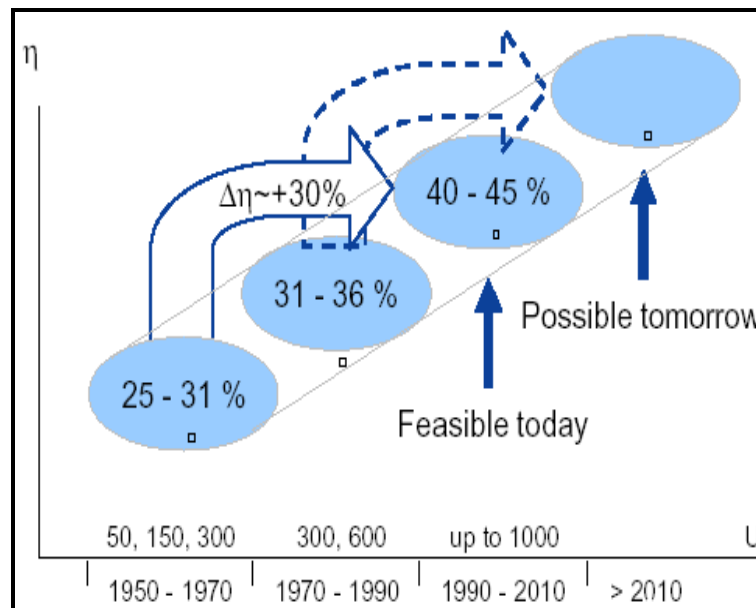 η
Δη~+30%
40 - 45 %
31 - 36 %
25 - 31 %
Possible tomorrow
Feasible today
50, 150, 300 300, 600 up to 1000 U
1950 - 1970 1970 - 1990 1990 - 2010 > 2010